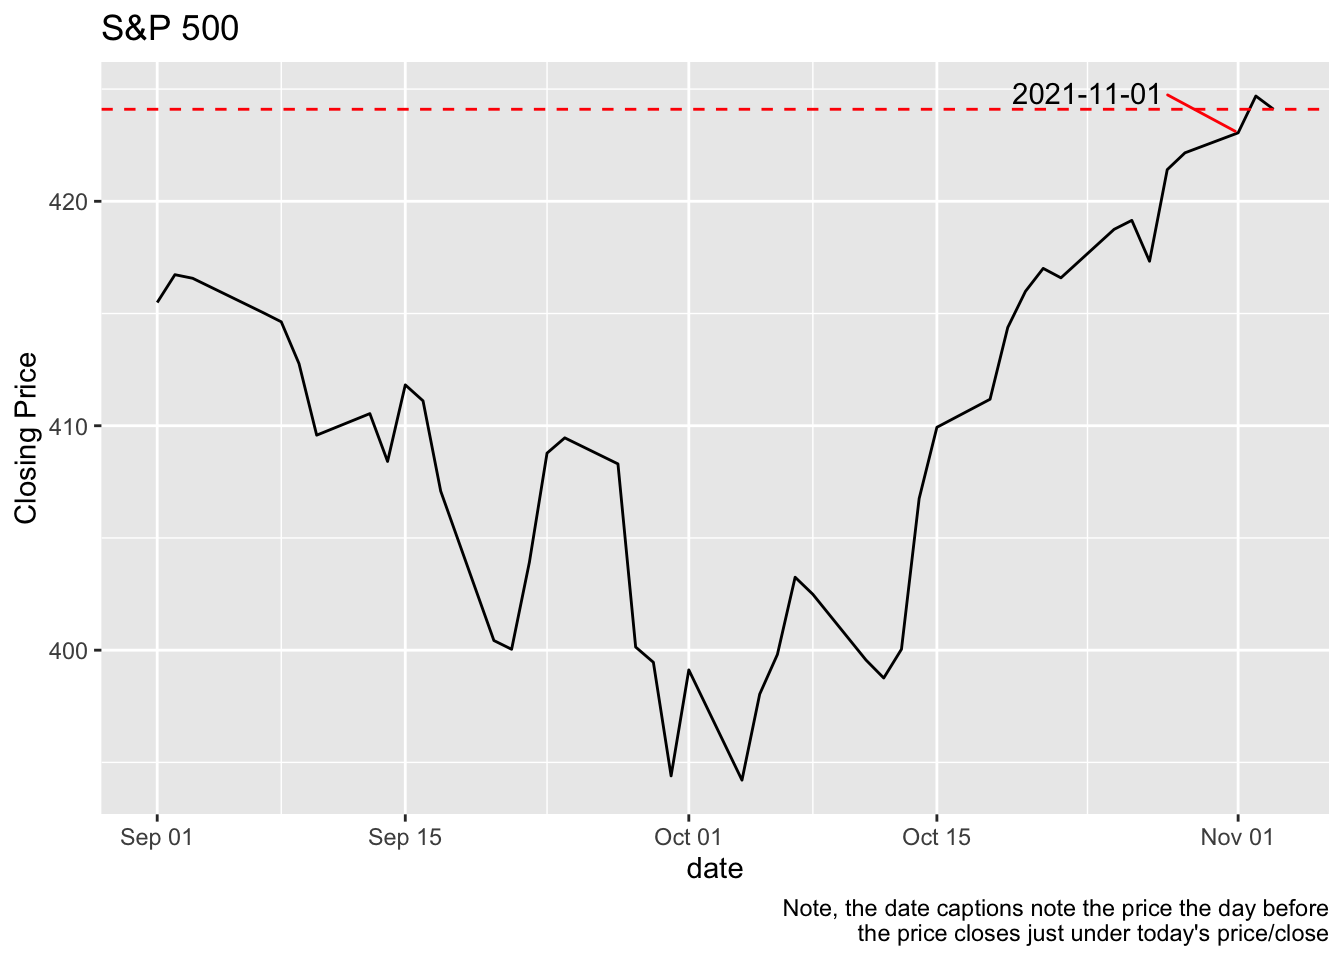 S&P 500
2021-11-01
420
410
400
Closing Price
Sep 01
Sep 15
Oct 01
Oct 15
Nov 01
date
Note, the date captions note the price the day before
the price closes just under today's price/close